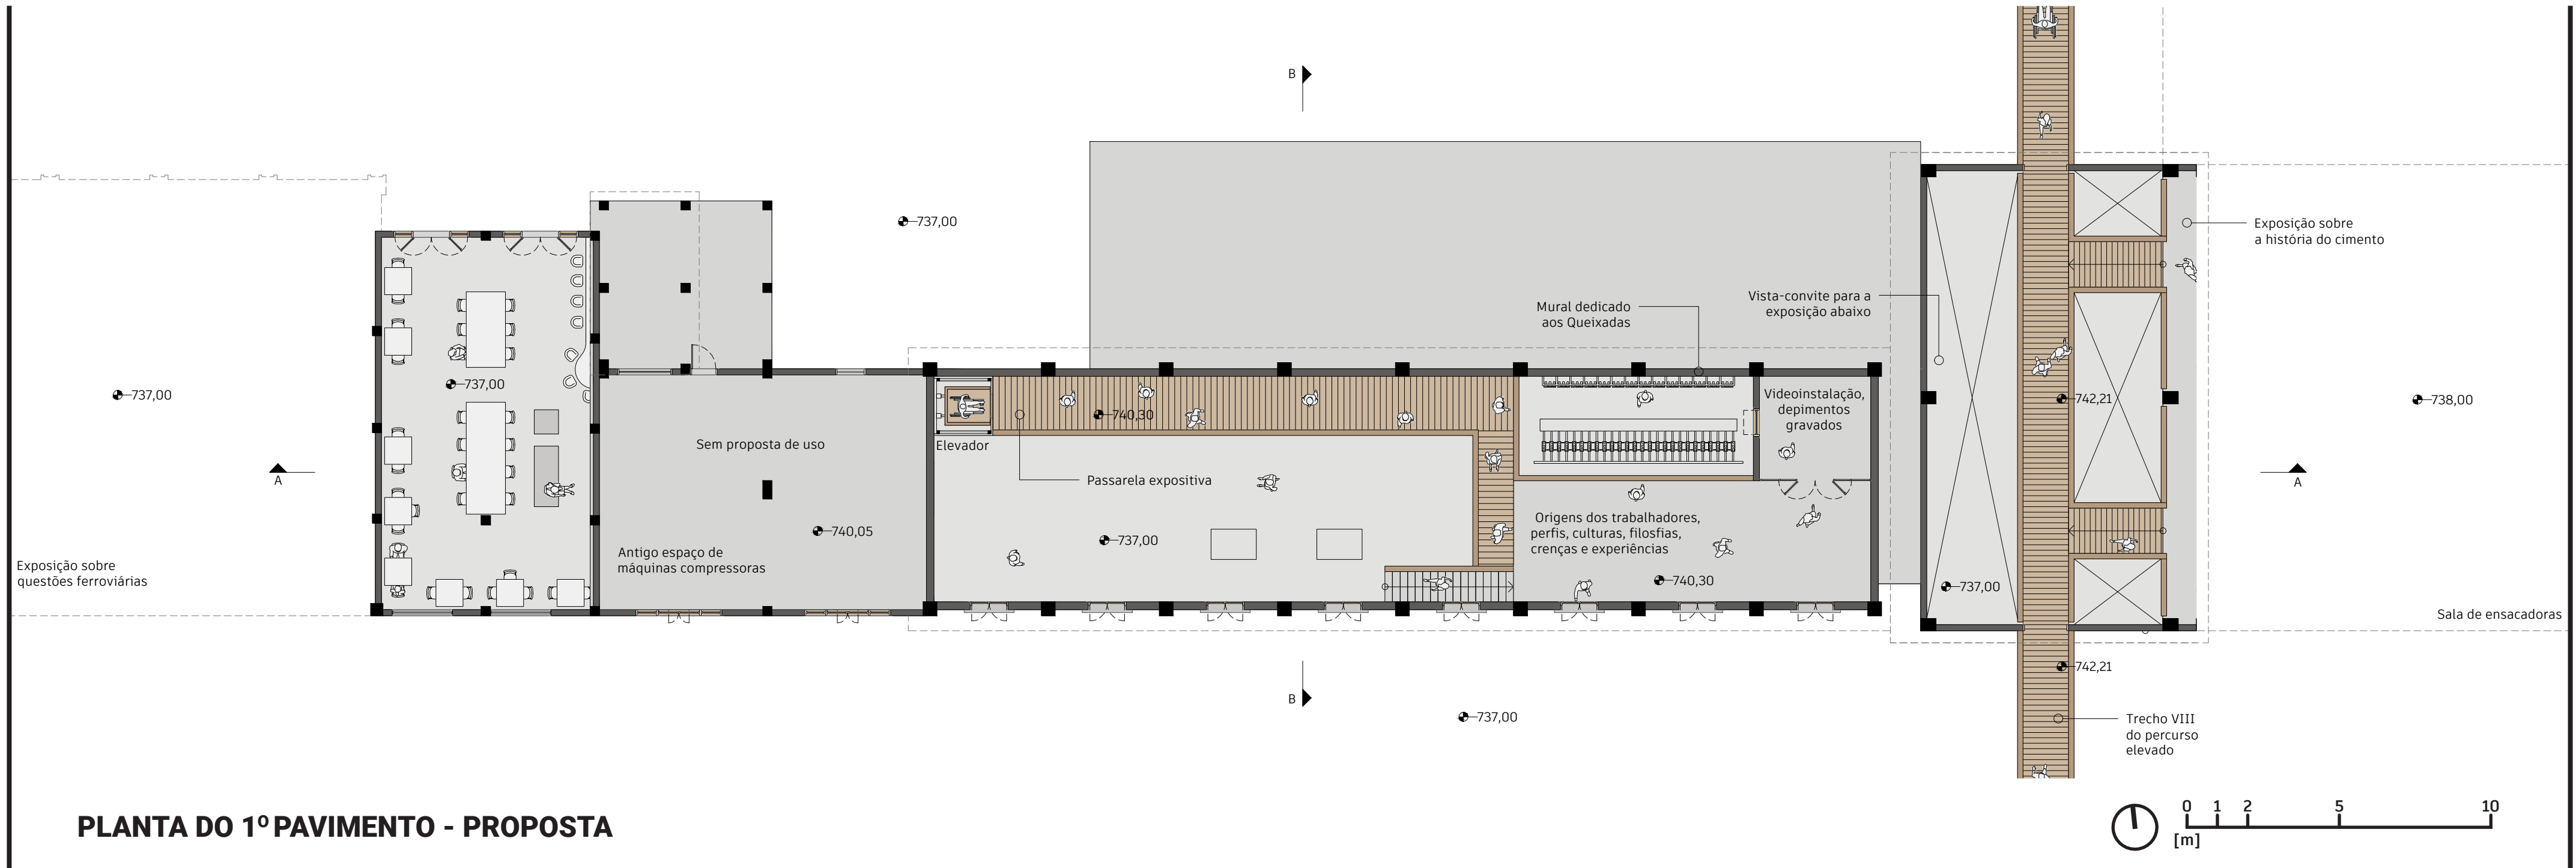 B
737,00
Exposição sobre
a história do cimento
Mural dedicado
aos Queixadas
Vista-convite para a
exposição abaixo
737,00
737,00
740,30
Videoinstalação,
depimentos
gravados
742,21
738,00
Sem proposta de uso
Elevador
A
Passarela expositiva
A
740,05
737,00
Origens dos trabalhadores,
perfis, culturas, filosfias,
crenças e experiências
Antigo espaço de
máquinas compressoras
Exposição sobre
questões ferroviárias
740,30
737,00
Sala de ensacadoras
742,21
B
737,00
Trecho VIII
do percurso
elevado
PLANTA DO 1º PAVIMENTO - PROPOSTA
0 1 2 5 10
[m]